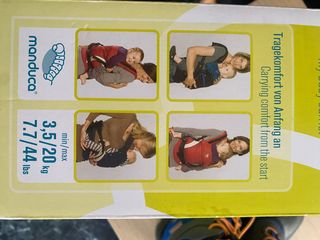 Tragekomfort von Anfang an
Carrying comfort from the start
manduca®
min/max
3,5/20 kg
7.7/44 lbs